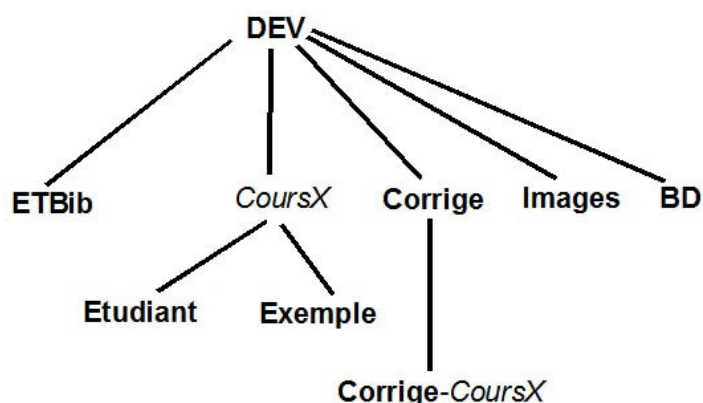 DEV
ETBib CoursX Corrige Images BD
Etudiant Exemple
Corrige-CoursX